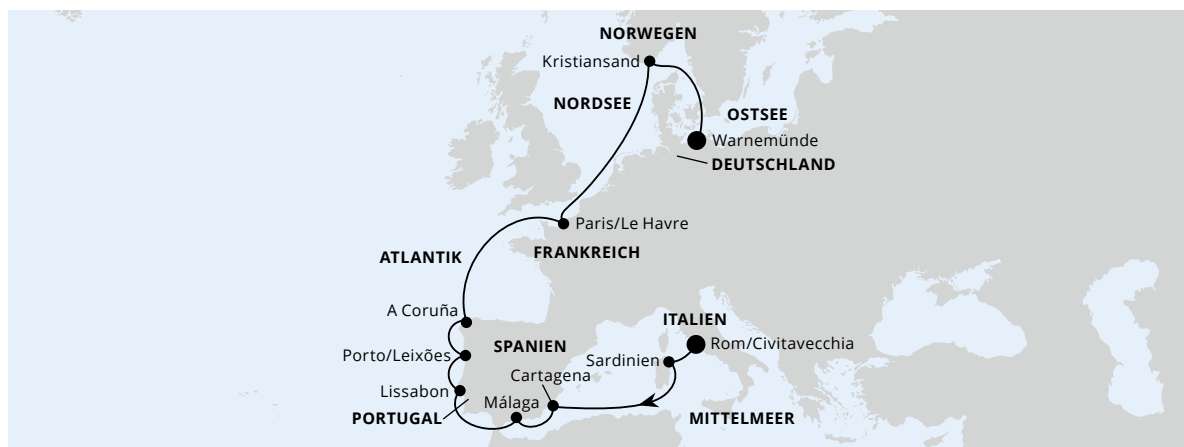 NORWEGEN
Kristiansand
NORDSEE
OSTSEE
Warnemünde
DEUTSCHLAND
Paris/Le Havre
FRANKREICH
ATLANTIK
A Coruña
ITALIEN
Rom/Civitavecchia
Porto/Leixões
SPANIEN
Sardinien
Cartagena
Lissabon
Málaga
PORTUGAL
MITTELMEER